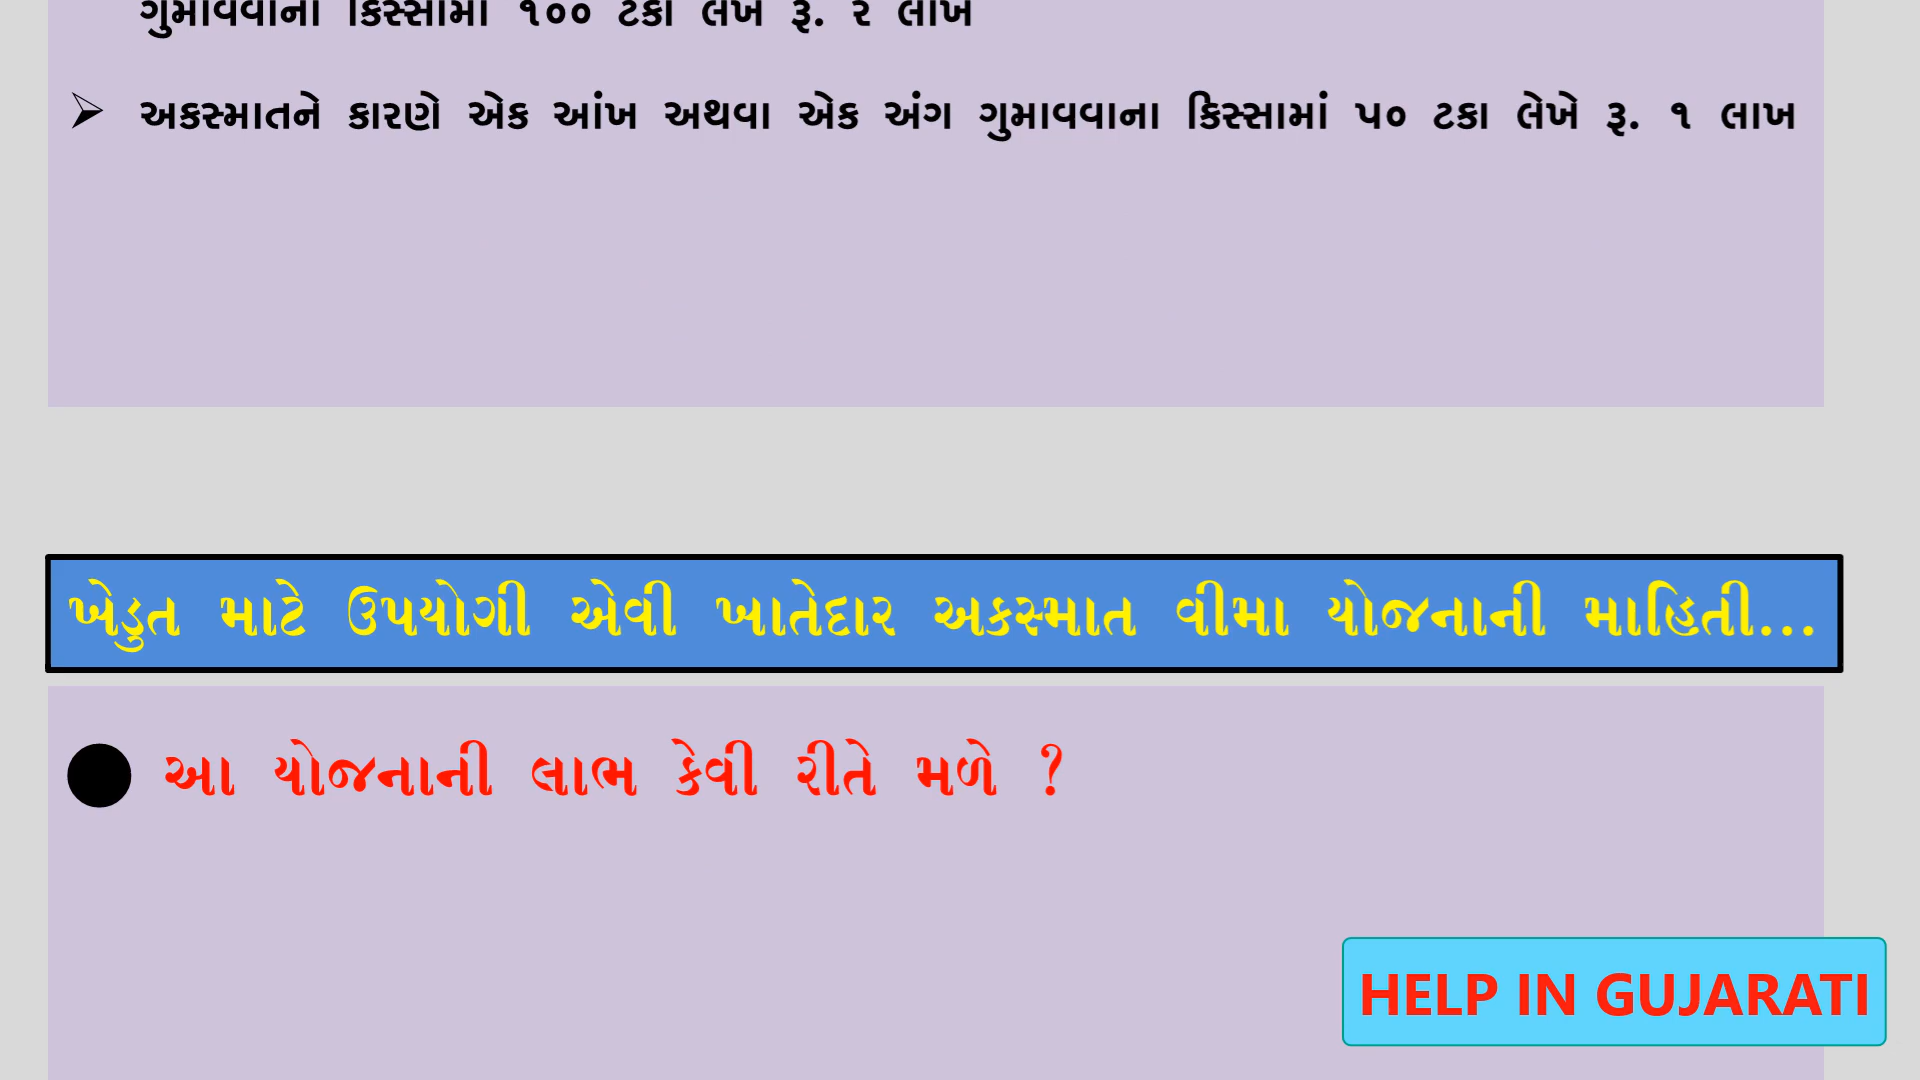 ગુમાવવાના કિસ્સામાં ૧૦૦ ટકા લેખે રૂ. ૨ લાખ
➢ અકસ્માતને કારણે એક આંખ અથવા એક અંગ ગુમાવવાના કિસ્સામાં ૫૦ ટકા લેખે રૂ. ૧ લાખ
ખેડુત માટે ઉપયોગી એવી ખાતેદાર અકસ્માત વીમા યોજનાની માહિતી...
● આ યોજનાની લાભ કેવી રીતે મળે ?
HELP IN GUJARATI